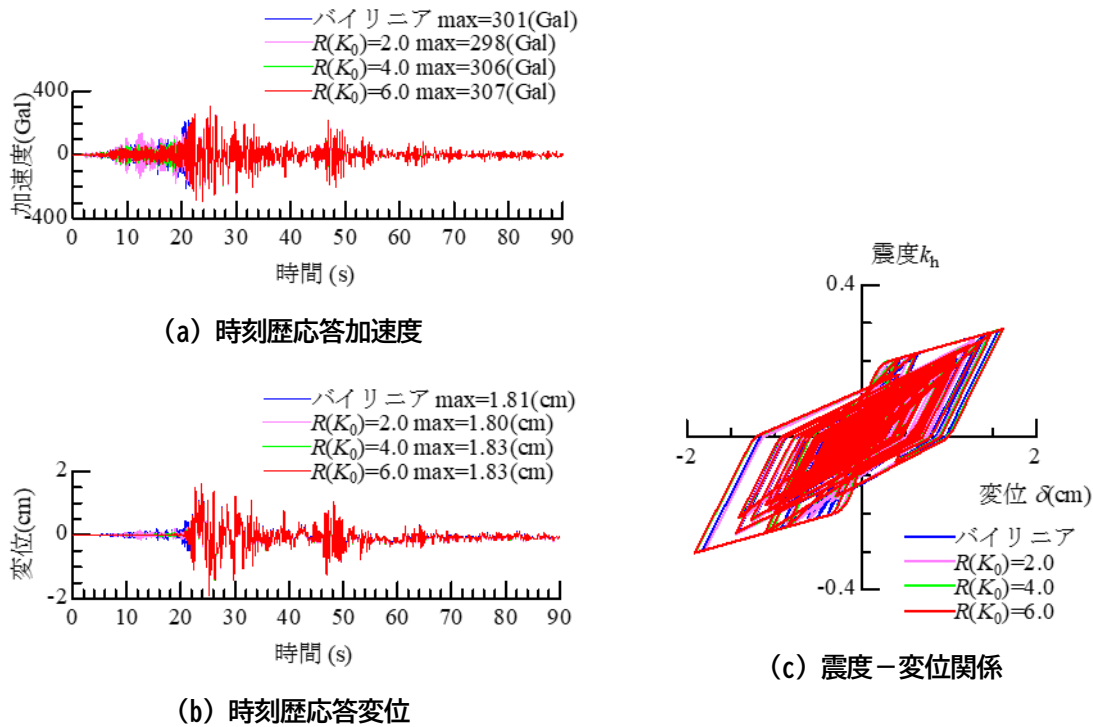 バイリニア max=301(Gal)
R(K₀)=2.0 max=298(Gal)
R(K₀)=4.0 max=306(Gal)
R(K₀)=6.0 max=307(Gal)
加速度(Gal)
400
0
-400
0 10 20 30 40 50 60 70 80 90
時間 (s)
(a) 時刻歴応答加速度
バイリニア max=1.81(cm)
R(K₀)=2.0 max=1.80(cm)
R(K₀)=4.0 max=1.83(cm)
R(K₀)=6.0 max=1.83(cm)
変位(cm)
2
0
-2
0 10 20 30 40 50 60 70 80 90
時間 (s)
(b) 時刻歴応答変位
震度kₕ
0.4
-2
2
変位 δ(cm)
-0.4
バイリニア
R(K₀)=2.0
R(K₀)=4.0
R(K₀)=6.0
(c) 震度－変位関係